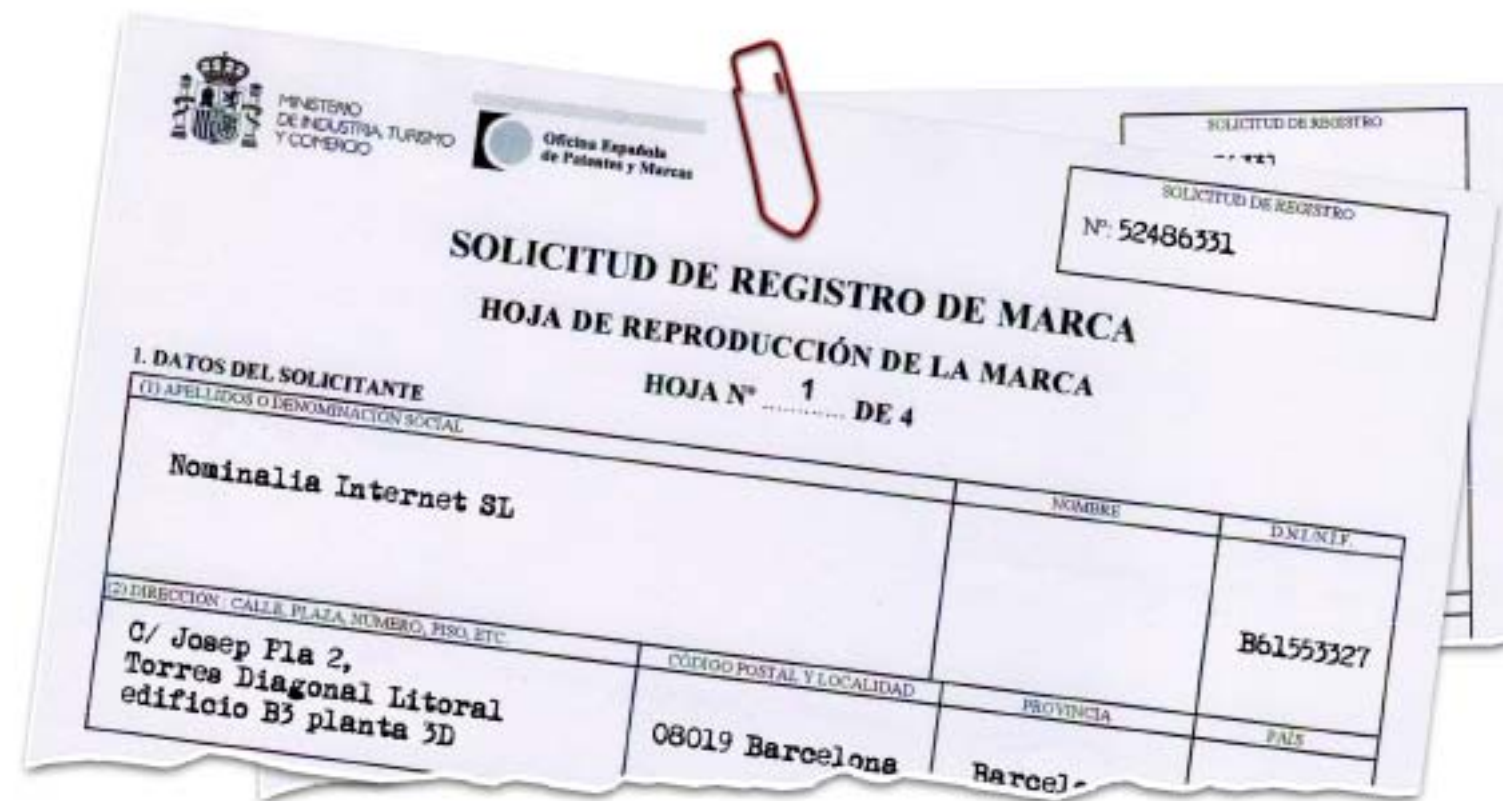 MINISTERIO
DE INDUSTRIA, TURISMO
Y COMERCIO
Oficina Española
de Patentes y Marcas
SOLICITUD DE REGISTRO
SOLICITUD DE REGISTRO
Nº: 52486331
SOLICITUD DE REGISTRO DE MARCA
HOJA DE REPRODUCCIÓN DE LA MARCA
HOJA Nº ....1.... DE 4
1. DATOS DEL SOLICITANTE
(1) APELLIDOS O DENOMINACIÓN SOCIAL
NOMBRE
D.N.I./N.I.F.
Nominalia Internet SL
B61553327
(2) DIRECCIÓN : CALLE, PLAZA, NÚMERO, PISO, ETC.
CÓDIGO POSTAL Y LOCALIDAD
PROVINCIA
PAÍS
C/ Josep Pla 2,
Torres Diagonal Litoral
edificio B3 planta 3D
08019 Barcelona